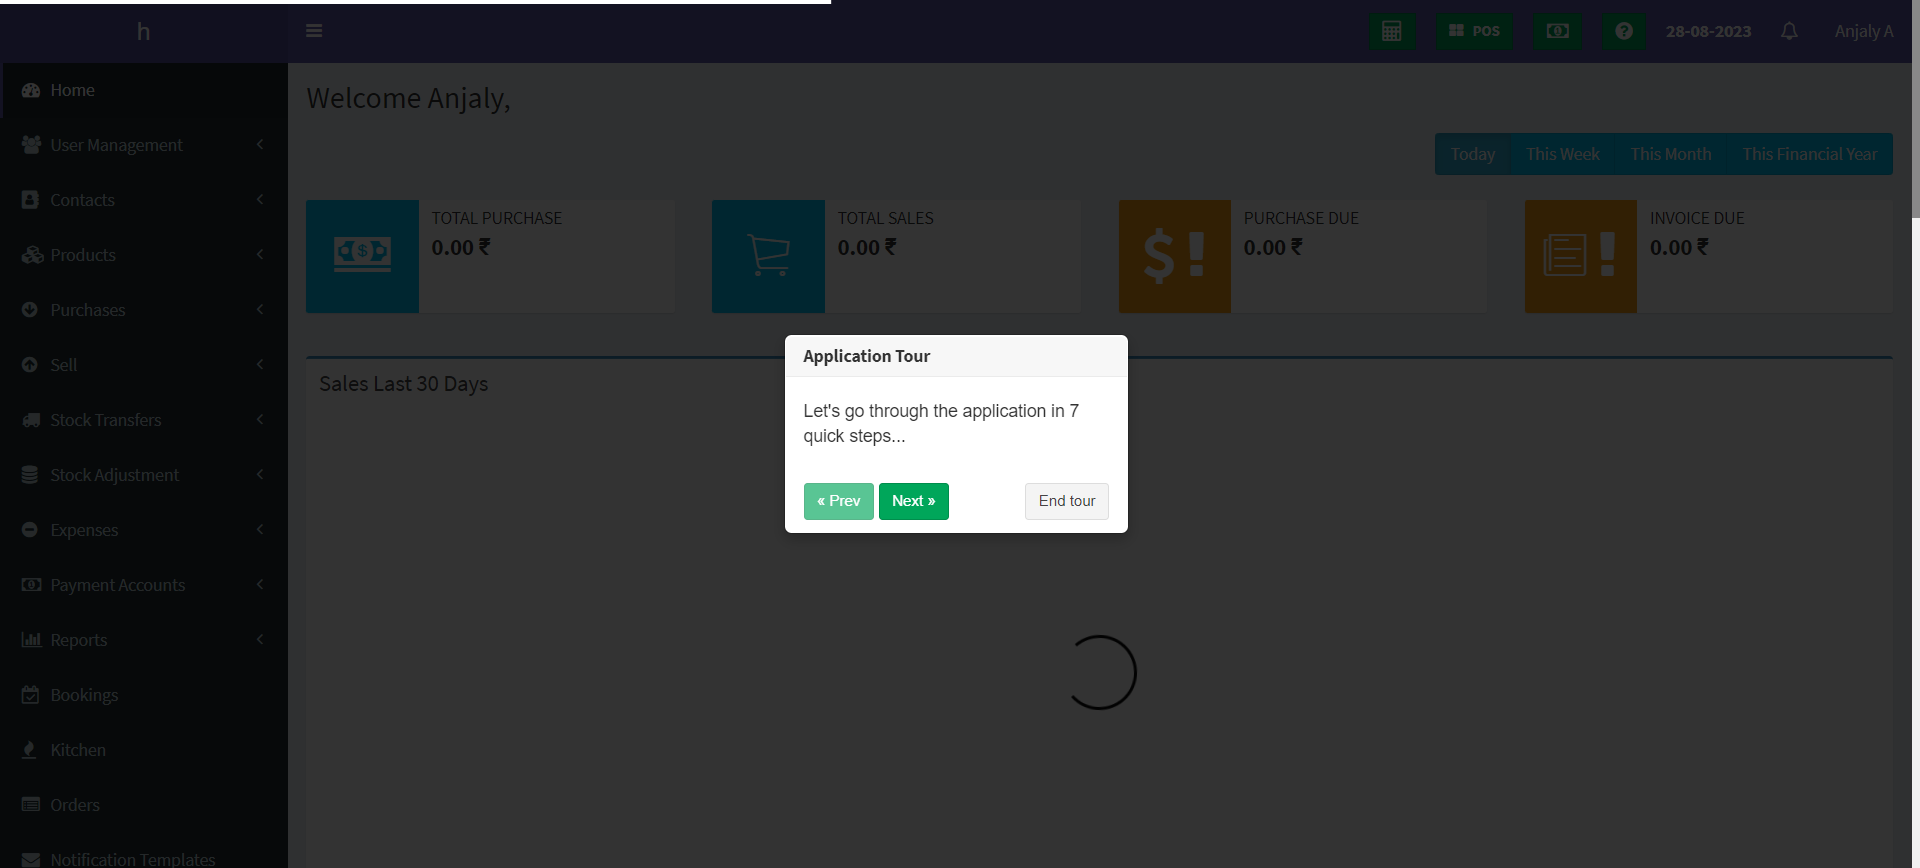 h
POS
28-08-2023
Anjaly A
Home
User Management
Contacts
Products
Purchases
Sell
Stock Transfers
Stock Adjustment
Expenses
Payment Accounts
Reports
Bookings
Kitchen
Orders
Notification Templates
Welcome Anjaly,
Today
This Week
This Month
This Financial Year
TOTAL PURCHASE
0.00 ₹
TOTAL SALES
0.00 ₹
PURCHASE DUE
0.00 ₹
INVOICE DUE
0.00 ₹
Sales Last 30 Days
Application Tour
Let's go through the application in 7
quick steps...
« Prev
Next »
End tour